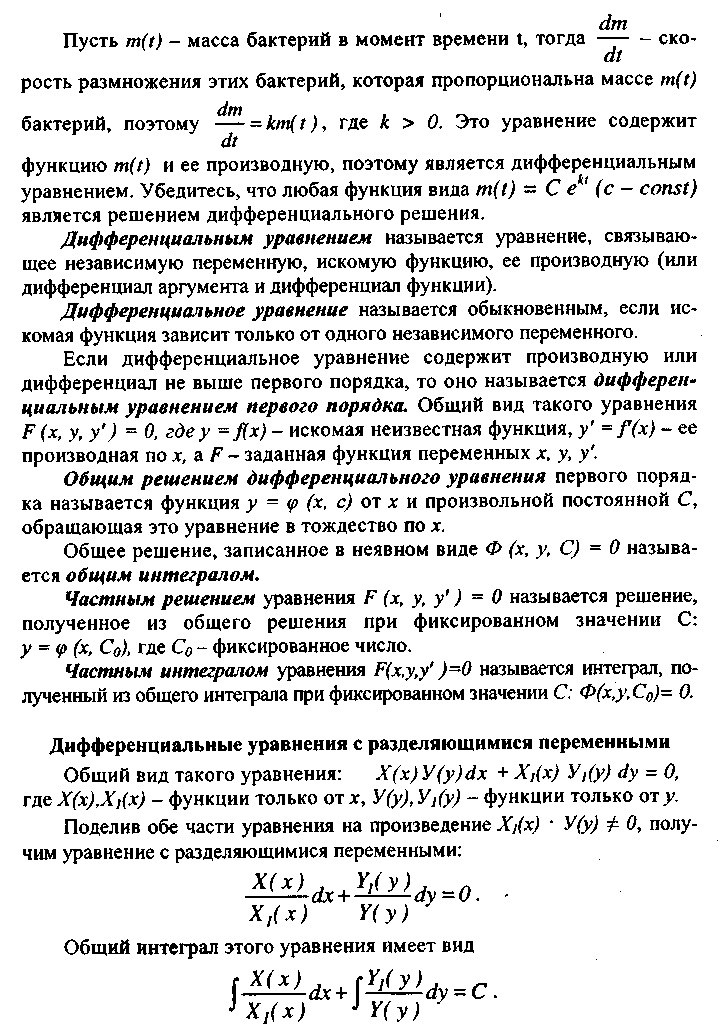 Пусть m(t) – масса бактерий в момент времени t, тогда dm/dt – ско-
рость размножения этих бактерий, которая пропорциональна массе m(t)
бактерий, поэтому dm/dt = km(t), где k > 0. Это уравнение содержит
функцию m(t) и ее производную, поэтому является дифференциальным
уравнением. Убедитесь, что любая функция вида m(t) = C e^kt (c – const)
является решением дифференциального решения.
Дифференциальным уравнением называется уравнение, связываю-
щее независимую переменную, искомую функцию, ее производную (или
дифференциал аргумента и дифференциал функции).
Дифференциальное уравнение называется обыкновенным, если ис-
комая функция зависит только от одного независимого переменного.
Если дифференциальное уравнение содержит производную или
дифференциал не выше первого порядка, то оно называется дифферен-
циальным уравнением первого порядка. Общий вид такого уравнения
F (x, y, y' ) = 0, где y = f(x) – искомая неизвестная функция, y' = f'(x) – ее
производная по x, а F – заданная функция переменных x, y, y'.
Общим решением дифференциального уравнения первого поряд-
ка называется функция y = φ (x, c) от x и произвольной постоянной C,
обращающая это уравнение в тождество по x.
Общее решение, записанное в неявном виде Φ (x, y, C) = 0 называ-
ется общим интегралом.
Частным решением уравнения F (x, y, y' ) = 0 называется решение,
полученное из общего решения при фиксированном значении C:
y = φ (x, C₀), где C₀ – фиксированное число.
Частным интегралом уравнения F(x,y,y' )=0 называется интеграл, по-
лученный из общего интеграла при фиксированном значении C: Φ(x,y,C₀)= 0.
Дифференциальные уравнения с разделяющимися переменными
Общий вид такого уравнения: X(x)У(y)dx + X₁(x) У₁(y) dy = 0,
где X(x),X₁(x) – функции только от x, У(y),У₁(y) – функции только от y.
Поделив обе части уравнения на произведение X₁(x) · У(y) ≠ 0, полу-
чим уравнение с разделяющимися переменными:
X(x)/X₁(x) dx + Y₁(y)/Y(y) dy = 0.
Общий интеграл этого уравнения имеет вид
∫ X(x)/X₁(x) dx + ∫ Y₁(y)/Y(y) dy = C.